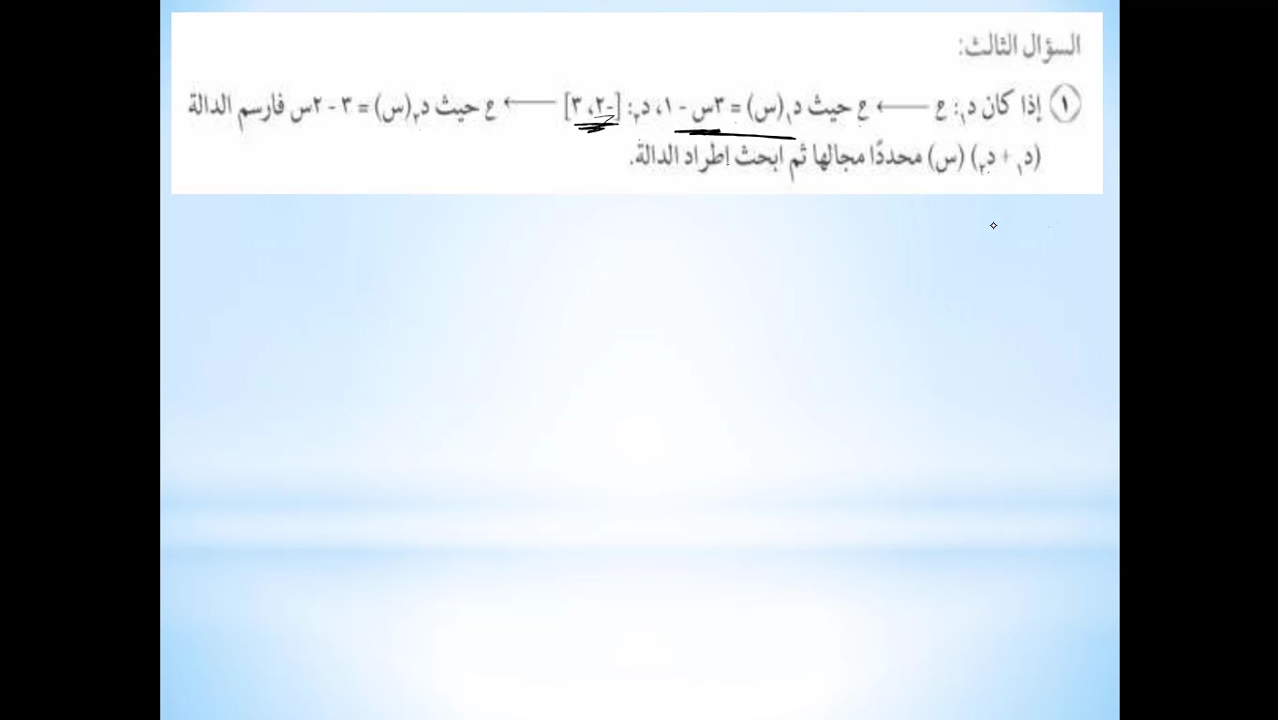 السؤال الثالث:
١ إذا كان د١: ع ← ع حيث د١(س) = ٣س - ١، د٢: [-٢، ٣] ← ع حيث د٢(س) = ٣ - ٢س فارسم الدالة
(د١ + د٢) (س) محددًا مجالها ثم ابحث اطراد الدالة.